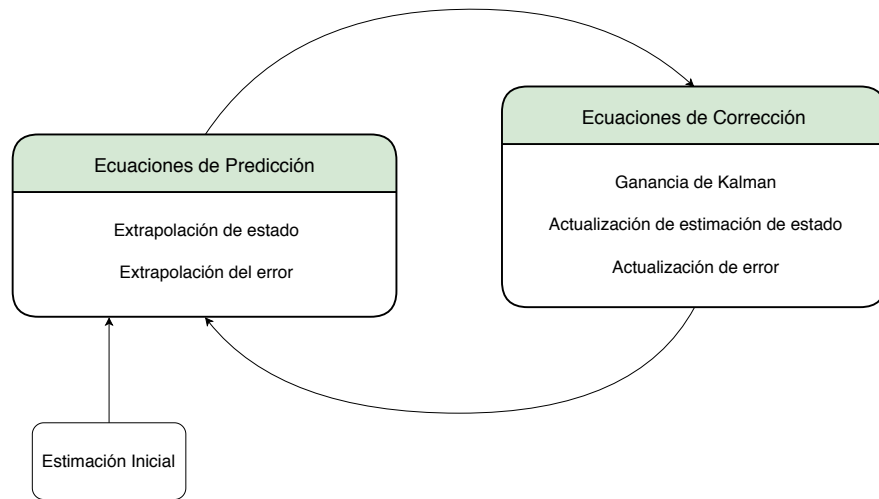 Ecuaciones de Predicción
Extrapolación de estado
Extrapolación del error
Ecuaciones de Corrección
Ganancia de Kalman
Actualización de estimación de estado
Actualización de error
Estimación Inicial